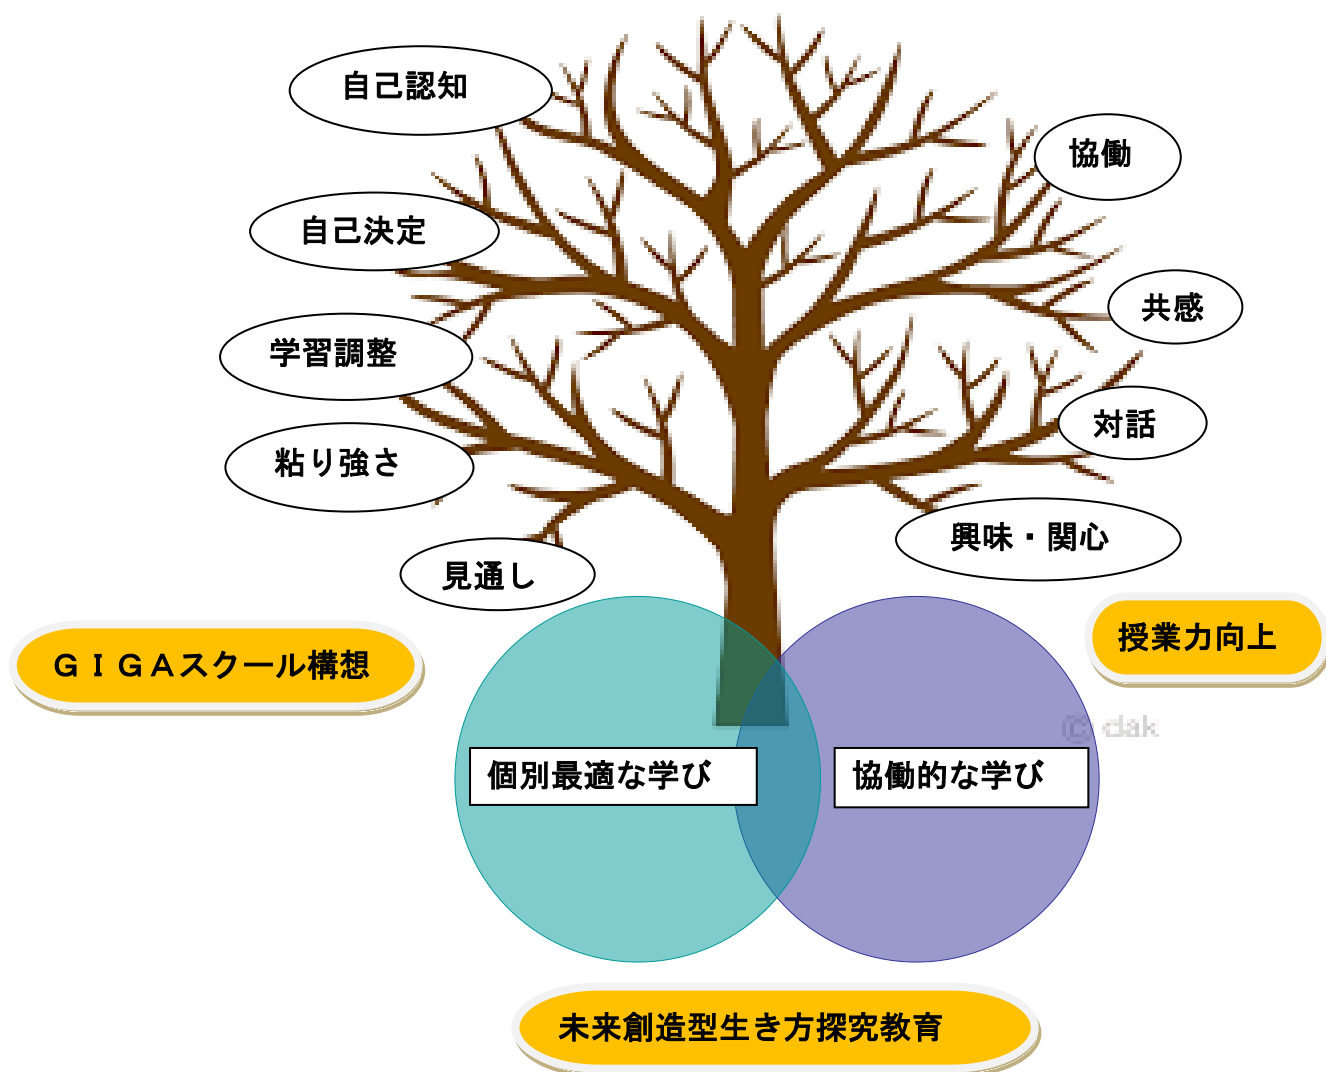 自己認知
協働
自己決定
共感
学習調整
対話
粘り強さ
興味・関心
見通し
授業力向上
ＧＩＧＡスクール構想
© dak
個別最適な学び
協働的な学び
未来創造型生き方探究教育